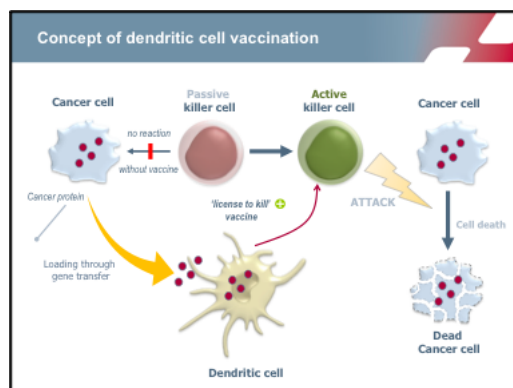 Concept of dendritic cell vaccination
Cancer cell
Passive
killer cell
Active
killer cell
Cancer cell
no reaction
without vaccine
Cancer protein
'license to kill'
vaccine
ATTACK
Cell death
Loading through
gene transfer
Dendritic cell
Dead
Cancer cell